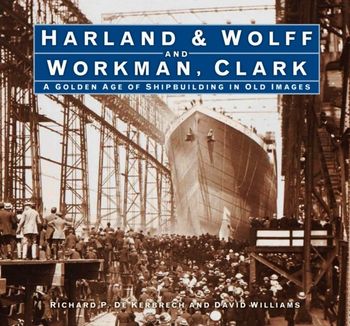 HARLAND & WOLFF
AND
WORKMAN, CLARK
A GOLDEN AGE OF SHIPBUILDING IN OLD IMAGES
RICHARD P. DE KERBRECH AND DAVID WILLIAMS